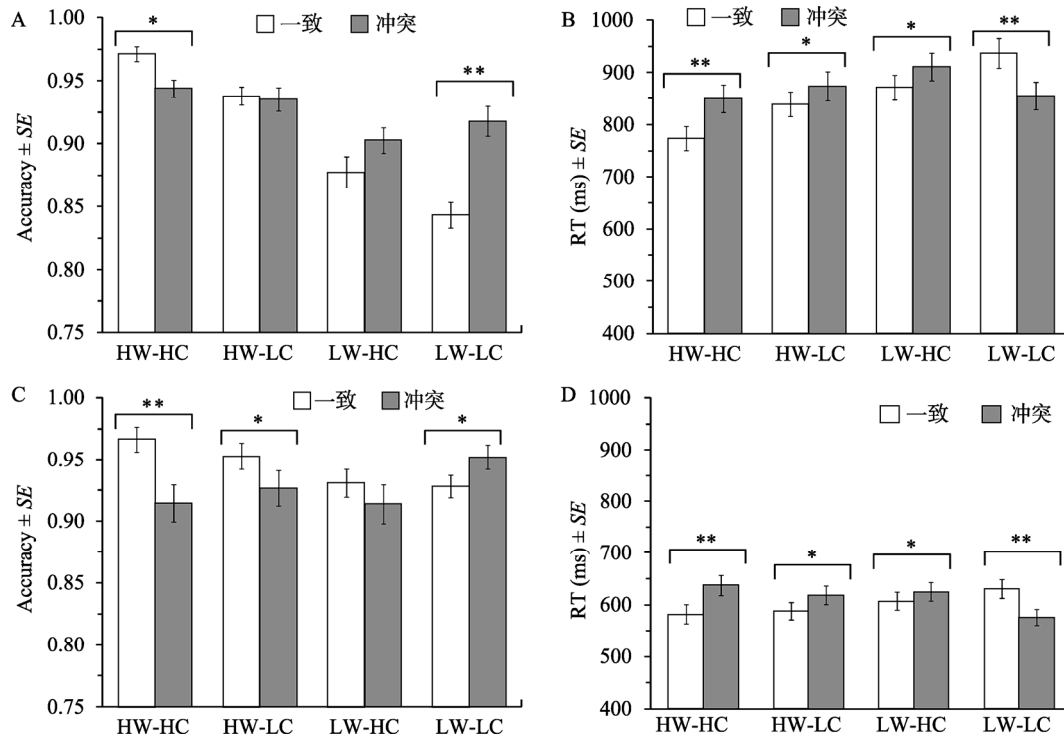 A
Accuracy ± SE
1.00
0.95
0.90
0.85
0.80
0.75
一致 冲突
*
**
HW-HC HW-LC LW-HC LW-LC
B
RT (ms) ± SE
1000
900
800
700
600
500
400
一致 冲突
**
*
*
**
HW-HC HW-LC LW-HC LW-LC
C
Accuracy ± SE
1.00
0.95
0.90
0.85
0.80
0.75
一致 冲突
**
*
*
HW-HC HW-LC LW-HC LW-LC
D
RT (ms) ± SE
1000
900
800
700
600
500
400
一致 冲突
**
*
*
**
HW-HC HW-LC LW-HC LW-LC